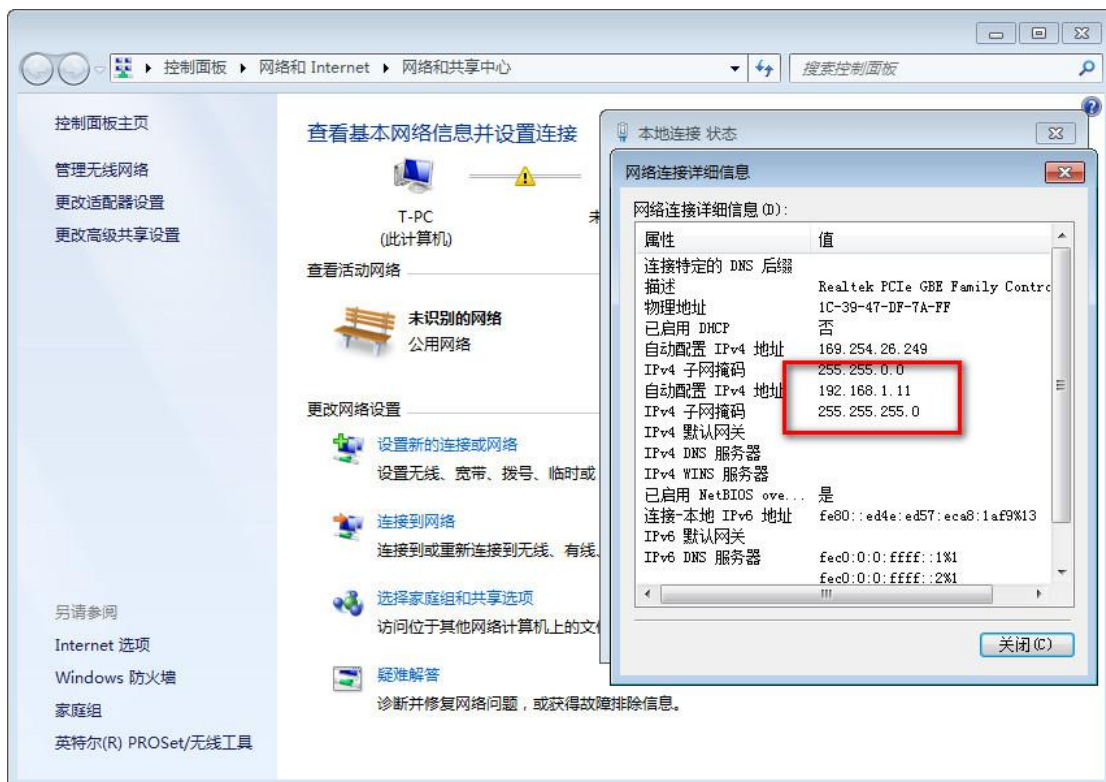 控制面板 网络和 Internet 网络和共享中心
搜索控制面板
控制面板主页
管理无线网络
更改适配器设置
更改高级共享设置
另请参阅
Internet 选项
Windows 防火墙
家庭组
英特尔(R) PROSet/无线工具
查看基本网络信息并设置连接
T-PC
(此计算机)
查看活动网络
未识别的网络
公用网络
更改网络设置
设置新的连接或网络
设置无线、宽带、拨号、临时或
连接到网络
连接到或重新连接到无线、有线、
选择家庭组和共享选项
访问位于其他网络计算机上的文
疑难解答
诊断并修复网络问题，或获得故障排除信息。
本地连接 状态
网络连接详细信息
网络连接详细信息(D):
属性 值
连接特定的 DNS 后缀
描述 Realtek PCIe GBE Family Contro
物理地址 1C-39-47-DF-7A-FF
已启用 DHCP 否
自动配置 IPv4 地址 169.254.26.249
IPv4 子网掩码 255.255.0.0
自动配置 IPv4 地址 192.168.1.11
IPv4 子网掩码 255.255.255.0
IPv4 默认网关
IPv4 DNS 服务器
IPv4 WINS 服务器
已启用 NetBIOS ove... 是
连接-本地 IPv6 地址 fe80::ed4e:ed57:eca8:1af9%13
IPv6 默认网关
IPv6 DNS 服务器 fec0:0:0:ffff::1%1
fec0:0:0:ffff::2%1
关闭(C)